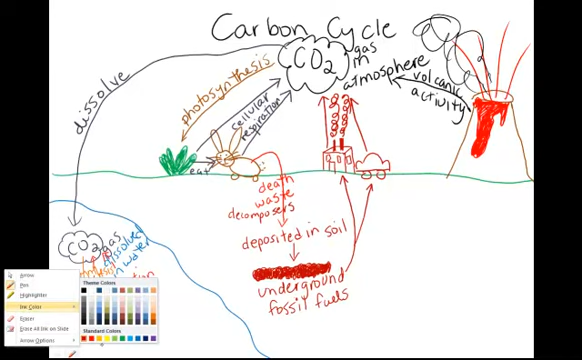 Carbon Cycle
CO2 gas
in
atmosphere
dissolve
photosynthesis
cellular
respiration
volcanic
activity
eat
death
waste
decomposers
deposited in soil
underground
fossil fuels
CO2 gas
dissolved
in water
Arrow
Pen
Highlighter
Ink Color
Eraser
Erase All Ink on Slide
Arrow Options
Theme Colors
Standard Colors